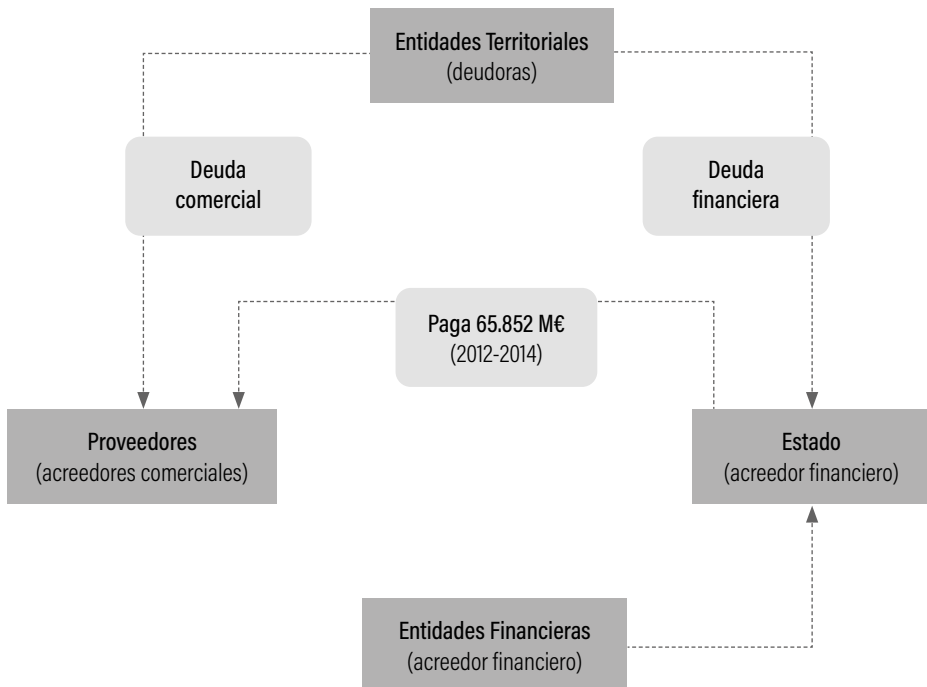 Entidades Territoriales
(deudoras)
Deuda
comercial
Deuda
financiera
Paga 65.852 M€
(2012-2014)
Proveedores
(acreedores comerciales)
Estado
(acreedor financiero)
Entidades Financieras
(acreedor financiero)